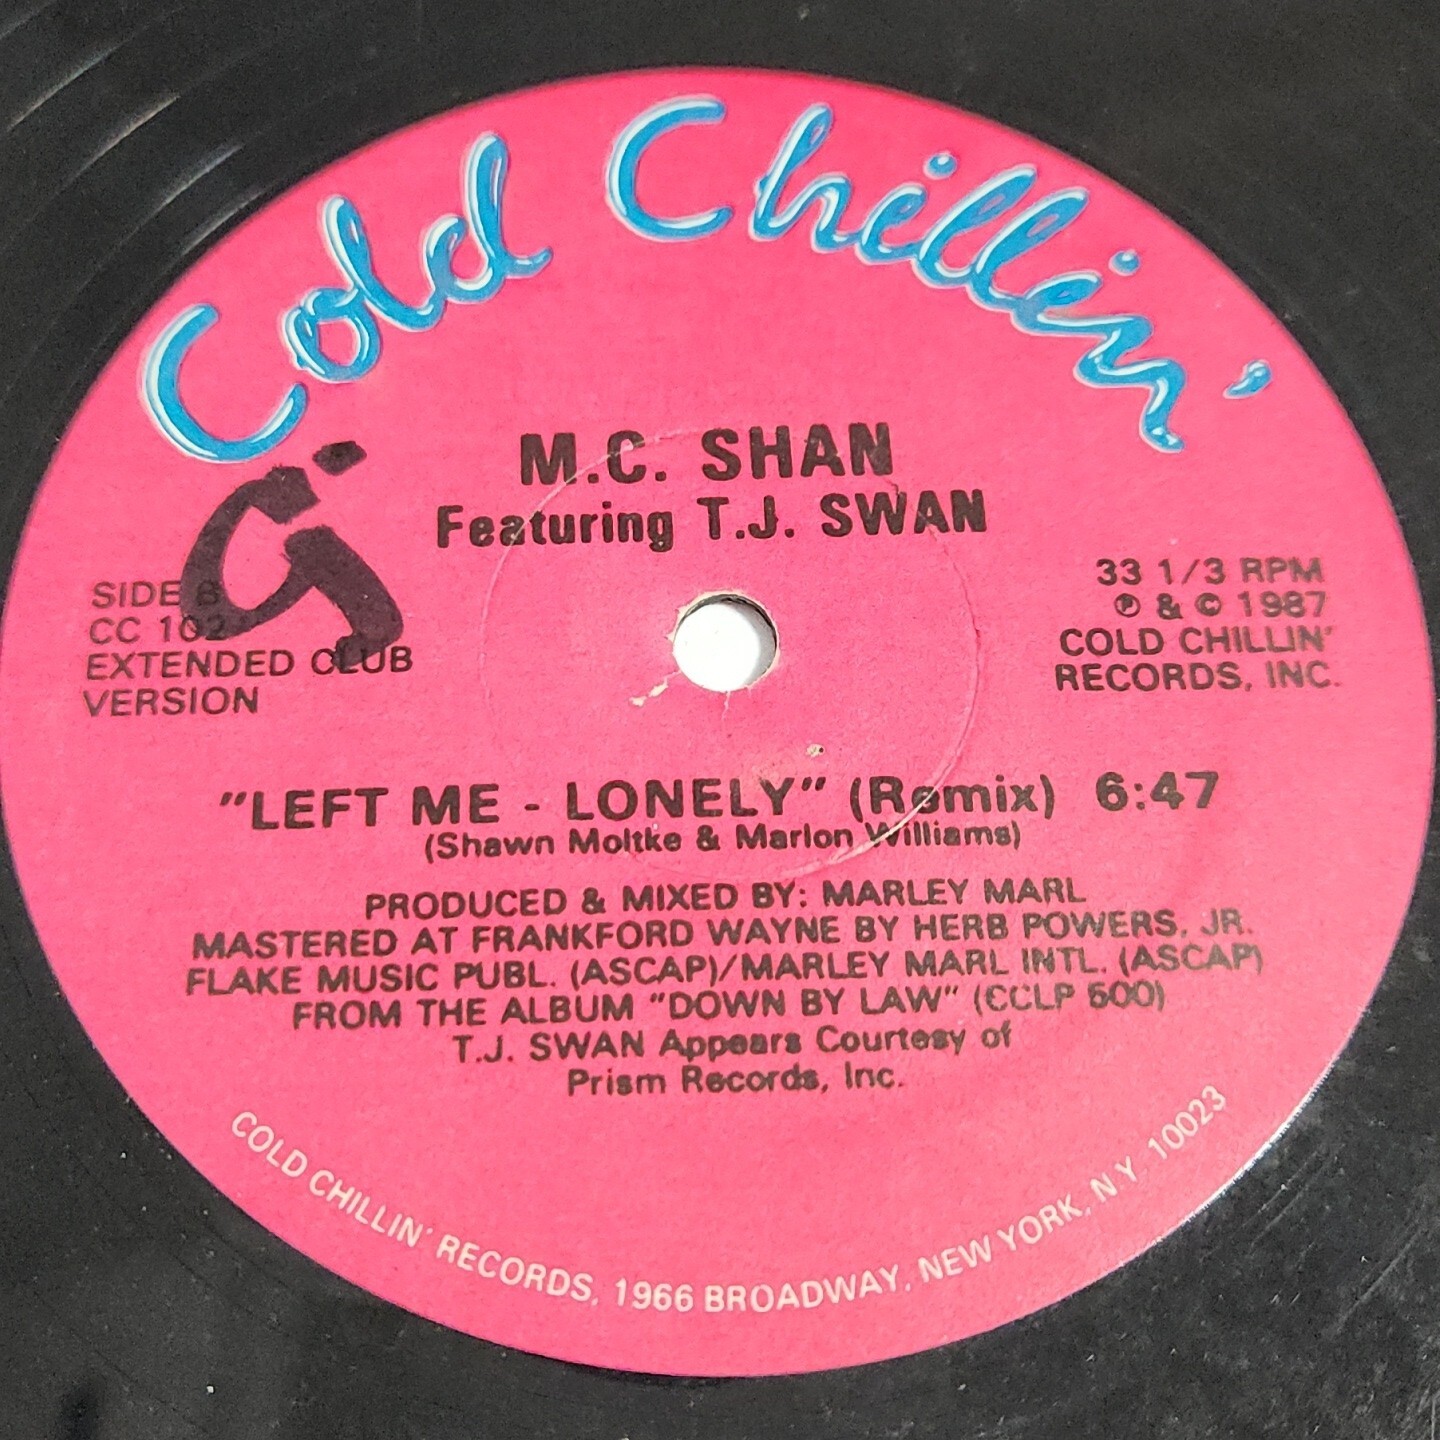 Cold Chillin'
M.C. SHAN
Featuring T.J. SWAN
SIDE B
CC 102
EXTENDED CLUB
VERSION
33 1/3 RPM
℗ & © 1987
COLD CHILLIN'
RECORDS, INC.
"LEFT ME - LONELY" (Remix) 6:47
(Shawn Moltke & Marlon Williams)
PRODUCED & MIXED BY: MARLEY MARL
MASTERED AT FRANKFORD WAYNE BY HERB POWERS, JR.
FLAKE MUSIC PUBL. (ASCAP)/MARLEY MARL INTL. (ASCAP)
FROM THE ALBUM "DOWN BY LAW" (CCLP 500)
T.J. SWAN Appears Courtesy of
Prism Records, Inc.
COLD CHILLIN' RECORDS, 1966 BROADWAY, NEW YORK, N.Y. 10023